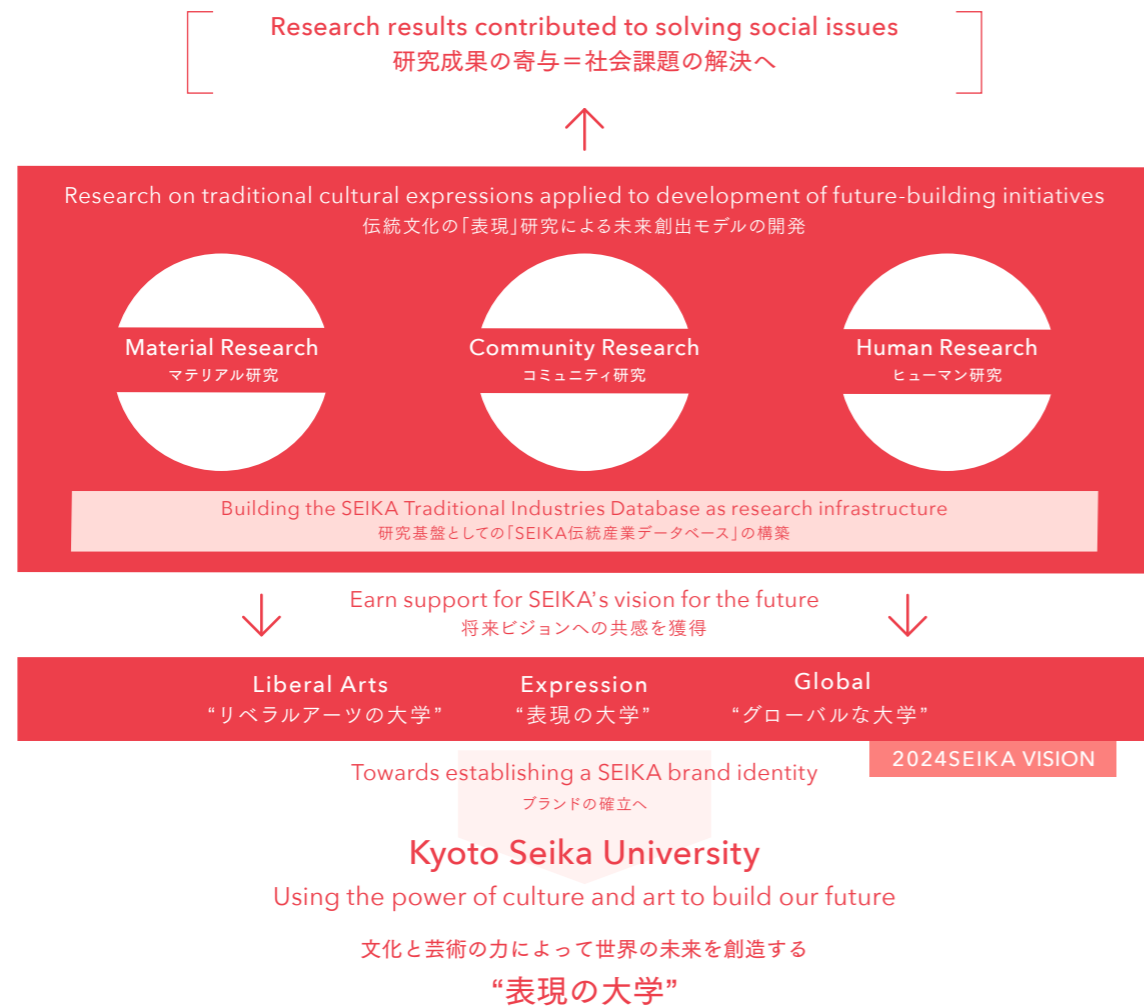 Research results contributed to solving social issues
研究成果の寄与＝社会課題の解決へ
Research on traditional cultural expressions applied to development of future-building initiatives
伝統文化の「表現」研究による未来創出モデルの開発
Material Research
マテリアル研究
Community Research
コミュニティ研究
Human Research
ヒューマン研究
Building the SEIKA Traditional Industries Database as research infrastructure
研究基盤としての「SEIKA伝統産業データベース」の構築
Earn support for SEIKA’s vision for the future
将来ビジョンへの共感を獲得
Liberal Arts
“リベラルアーツの大学”
Expression
“表現の大学”
Global
“グローバルな大学”
2024SEIKA VISION
Towards establishing a SEIKA brand identity
ブランドの確立へ
Kyoto Seika University
Using the power of culture and art to build our future
文化と芸術の力によって世界の未来を創造する
“表現の大学”